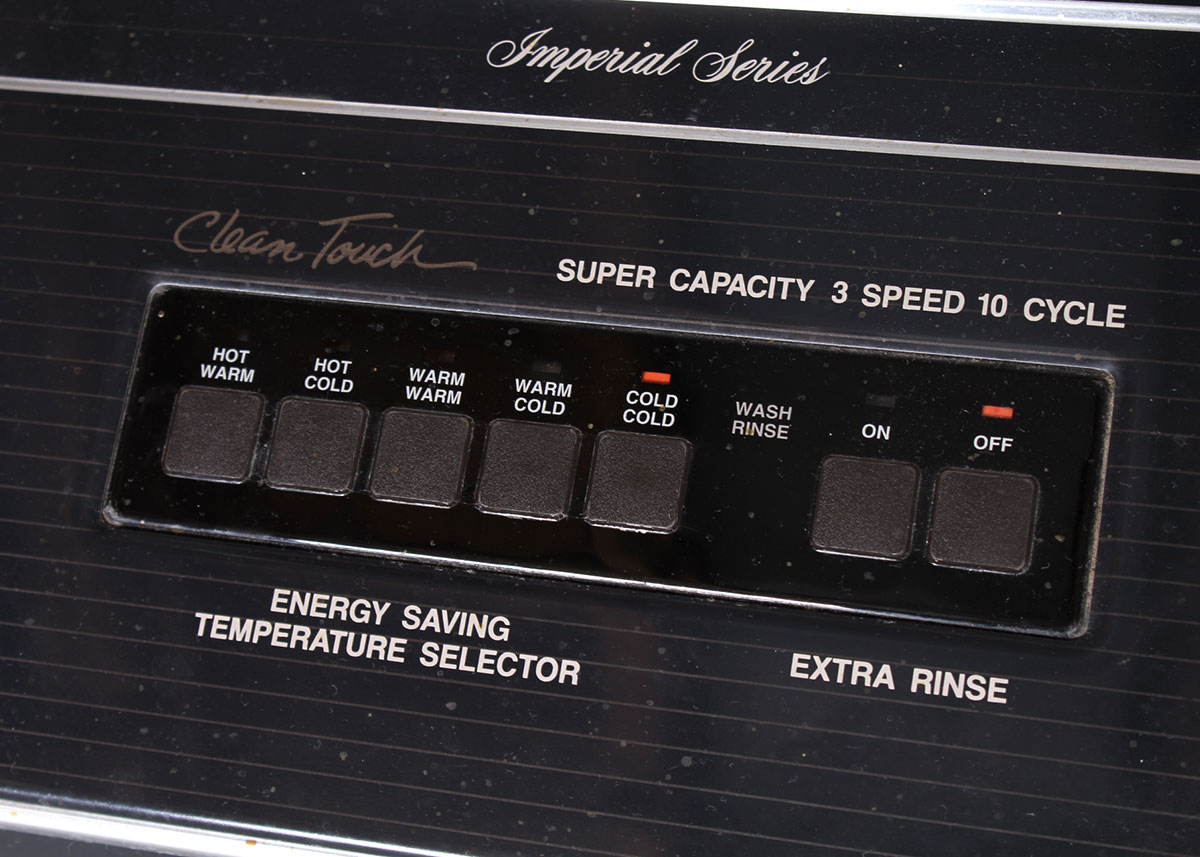 Imperial Series
Clean Touch
SUPER CAPACITY 3 SPEED 10 CYCLE
HOT
WARM
HOT
COLD
WARM
WARM
WARM
COLD
COLD
COLD
WASH
RINSE
ON
OFF
ENERGY SAVING
TEMPERATURE SELECTOR
EXTRA RINSE